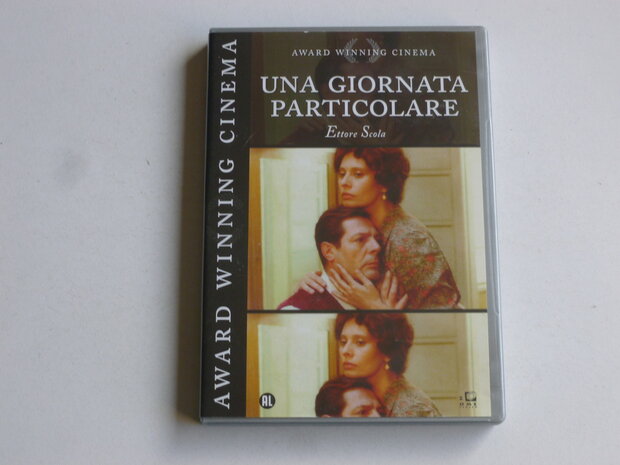 AWARD WINNING CINEMA
AWARD WINNING CINEMA
UNA GIORNATA
PARTICOLARE
Ettore Scola
AL